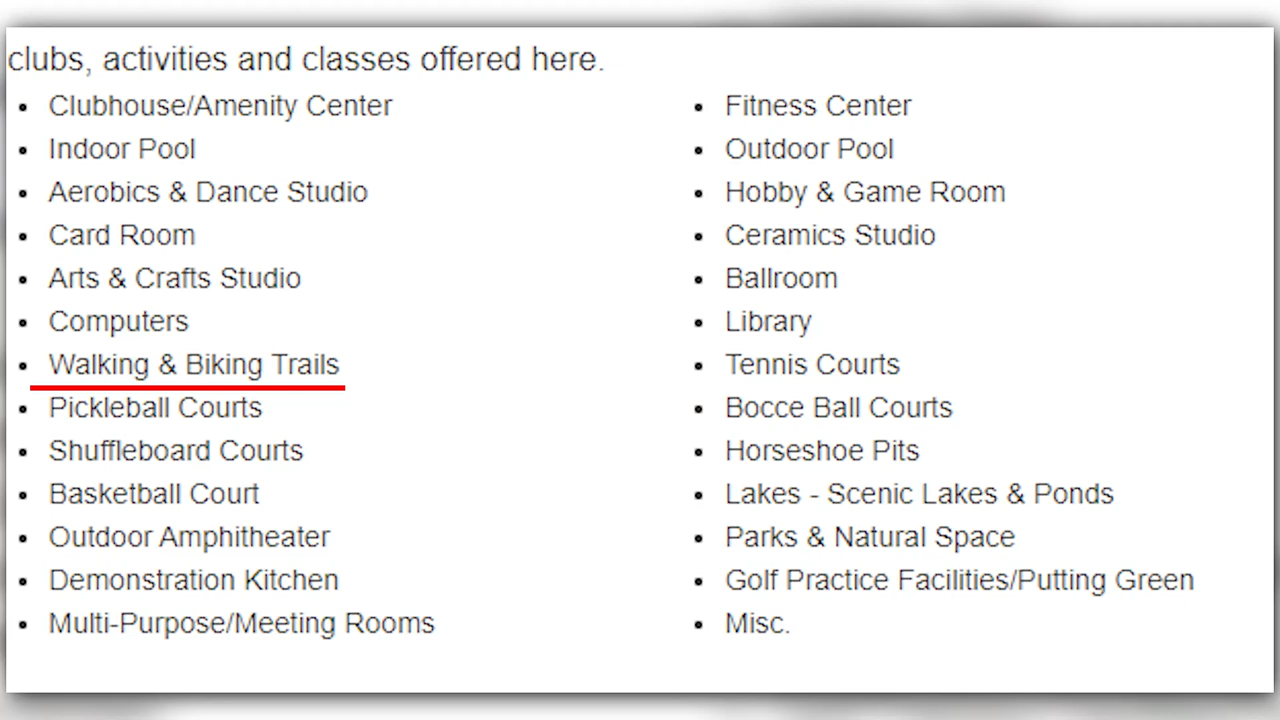 clubs, activities and classes offered here.
• Clubhouse/Amenity Center
• Indoor Pool
• Aerobics & Dance Studio
• Card Room
• Arts & Crafts Studio
• Computers
• Walking & Biking Trails
• Pickleball Courts
• Shuffleboard Courts
• Basketball Court
• Outdoor Amphitheater
• Demonstration Kitchen
• Multi-Purpose/Meeting Rooms
• Fitness Center
• Outdoor Pool
• Hobby & Game Room
• Ceramics Studio
• Ballroom
• Library
• Tennis Courts
• Bocce Ball Courts
• Horseshoe Pits
• Lakes - Scenic Lakes & Ponds
• Parks & Natural Space
• Golf Practice Facilities/Putting Green
• Misc.